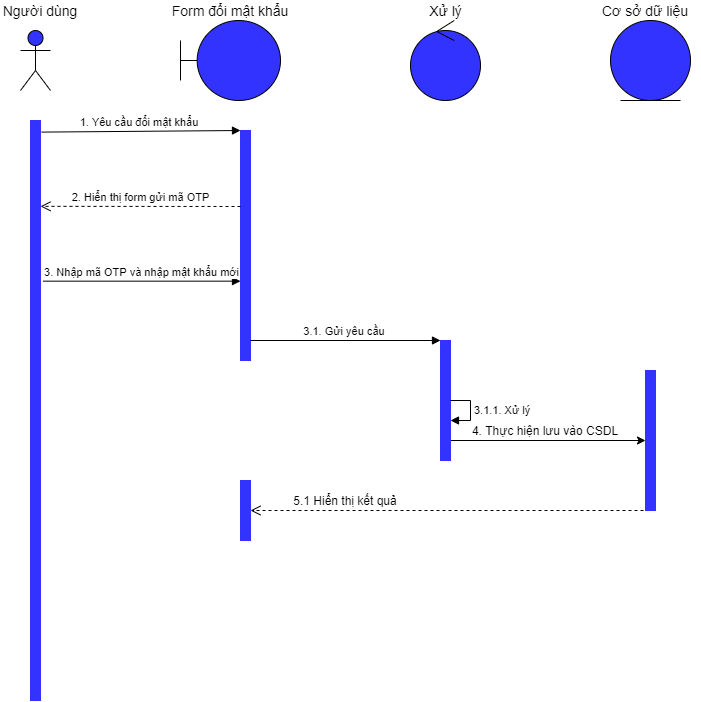 Người dùng
Form đổi mật khẩu
Xử lý
Cơ sở dữ liệu
1. Yêu cầu đổi mật khẩu
2. Hiển thị form gửi mã OTP
3. Nhập mã OTP và nhập mật khẩu mới
3.1. Gửi yêu cầu
3.1.1. Xử lý
4. Thực hiện lưu vào CSDL
5.1 Hiển thị kết quả